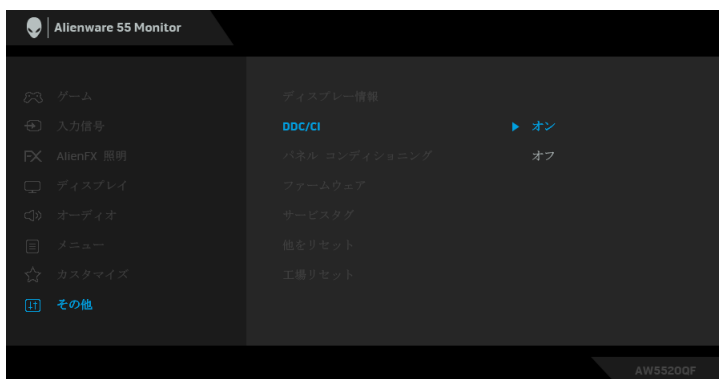 Alienware 55 Monitor
ゲーム
ディスプレー情報
入力信号
DDC/CI
オン
AlienFX 照明
パネル コンディショニング
オフ
ディスプレイ
ファームウェア
オーディオ
サービスタグ
メニュー
他をリセット
カスタマイズ
工場リセット
その他
AW5520QF